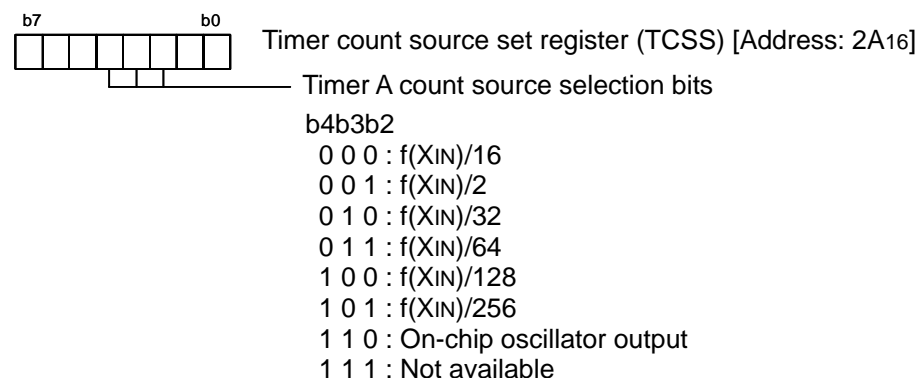 b7 b0
Timer count source set register (TCSS) [Address: 2A16]
Timer A count source selection bits
b4b3b2
0 0 0 : f(XIN)/16
0 0 1 : f(XIN)/2
0 1 0 : f(XIN)/32
0 1 1 : f(XIN)/64
1 0 0 : f(XIN)/128
1 0 1 : f(XIN)/256
1 1 0 : On-chip oscillator output
1 1 1 : Not available